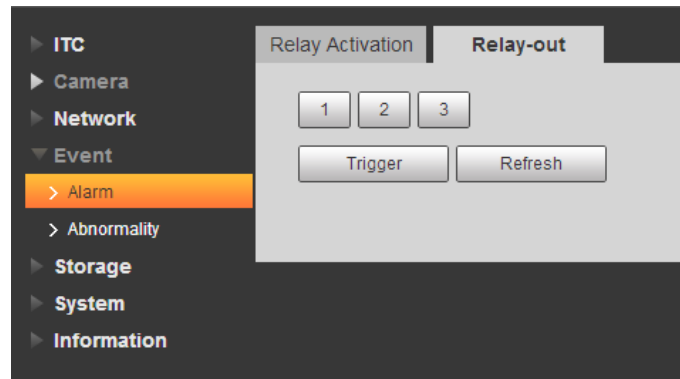 ITC
Camera
Network
Event
Alarm
Abnormality
Storage
System
Information
Relay Activation
Relay-out
1 2 3
Trigger Refresh